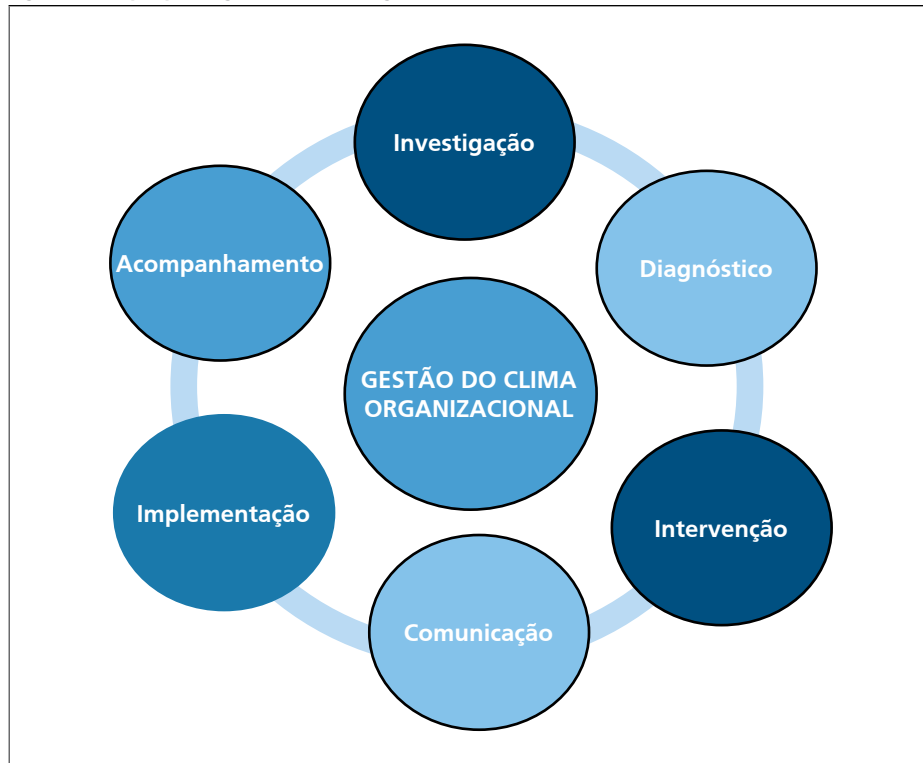 Investigação
Diagnóstico
Intervenção
Comunicação
Implementação
Acompanhamento
GESTÃO DO CLIMA
ORGANIZACIONAL